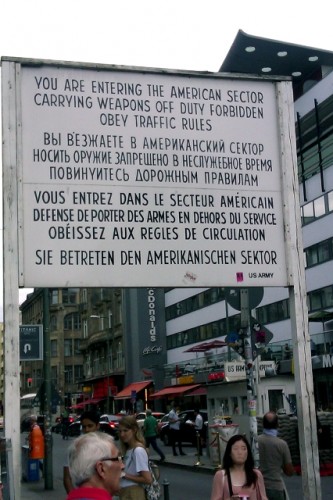 YOU ARE ENTERING THE AMERICAN SECTOR
CARRYING WEAPONS OFF DUTY FORBIDDEN
OBEY TRAFFIC RULES
ВЫ ВЪЕЗЖАЕТЕ В АМЕРИКАНСКИЙ СЕКТОР
НОСИТЬ ОРУЖИЕ ЗАПРЕЩЕНО В НЕСЛУЖЕБНОЕ ВРЕМЯ
ПОВИНУЙТЕСЬ ДОРОЖНЫМ ПРАВИЛАМ
VOUS ENTREZ DANS LE SECTEUR AMÉRICAIN
DEFENSE DE PORTER DES ARMES EN DEHORS DU SERVICE
OBÉISSEZ AUX REGLES DE CIRCULATION
SIE BETRETEN DEN AMERIKANISCHEN SEKTOR
US ARMY
McDonald's